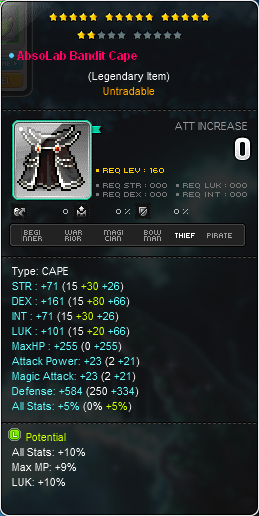 AbsoLab Bandit Cape
(Legendary Item)
Untradable
ATT INCREASE
0
REQ LEV : 160
REQ STR : 000 REQ LUK : 000
REQ DEX : 000 REQ INT : 000
0 0 % 0 %
BEGINNER WARRIOR MAGICIAN BOWMAN THIEF PIRATE
Type: CAPE
STR : +71 (15 +30 +26)
DEX : +161 (15 +80 +66)
INT : +71 (15 +30 +26)
LUK : +101 (15 +20 +66)
MaxHP : +255 (0 +255)
Attack Power: +23 (2 +21)
Magic Attack: +23 (2 +21)
Defense: +584 (250 +334)
All Stats: +5% (0% +5%)
L Potential
All Stats: +10%
Max MP: +9%
LUK: +10%